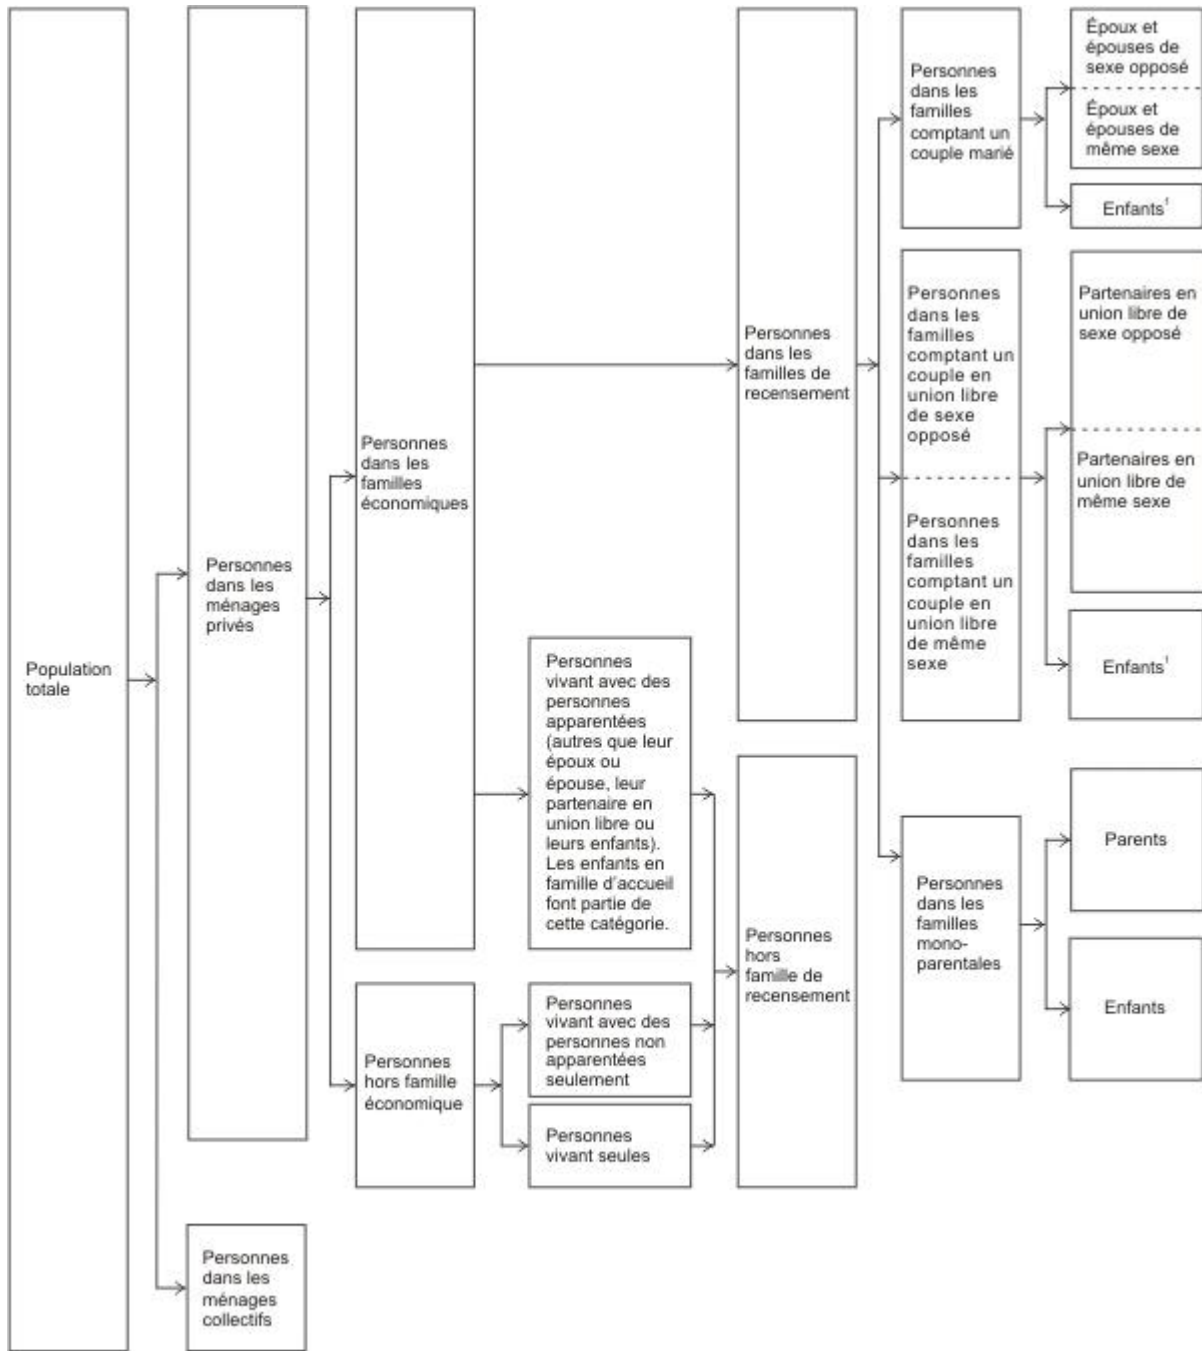 Population
totale
Personnes
dans les
ménages
privés
Personnes
dans les
ménages
collectifs
Personnes
dans les
familles
économiques
Personnes
hors famille
économique
Personnes
vivant avec des
personnes
apparentées
(autres que leur
époux ou
épouse, leur
partenaire en
union libre ou
leurs enfants).
Les enfants en
famille d'accueil
font partie de
cette catégorie.
Personnes
vivant avec des
personnes non
apparentées
seulement
Personnes
vivant seules
Personnes
dans les
familles de
recensement
Personnes
hors
famille de
recensement
Personnes
dans les
familles
comptant un
couple marié
Personnes
dans les
familles
comptant un
couple en
union libre
de sexe
opposé
Personnes
dans les
familles
comptant un
couple en
union libre
de même
sexe
Personnes
dans les
familles
mono-
parentales
Époux et
épouses de
sexe opposé
Époux et
épouses de
même sexe
Enfants¹
Partenaires en
union libre de
sexe opposé
Partenaires en
union libre de
même sexe
Enfants¹
Parents
Enfants